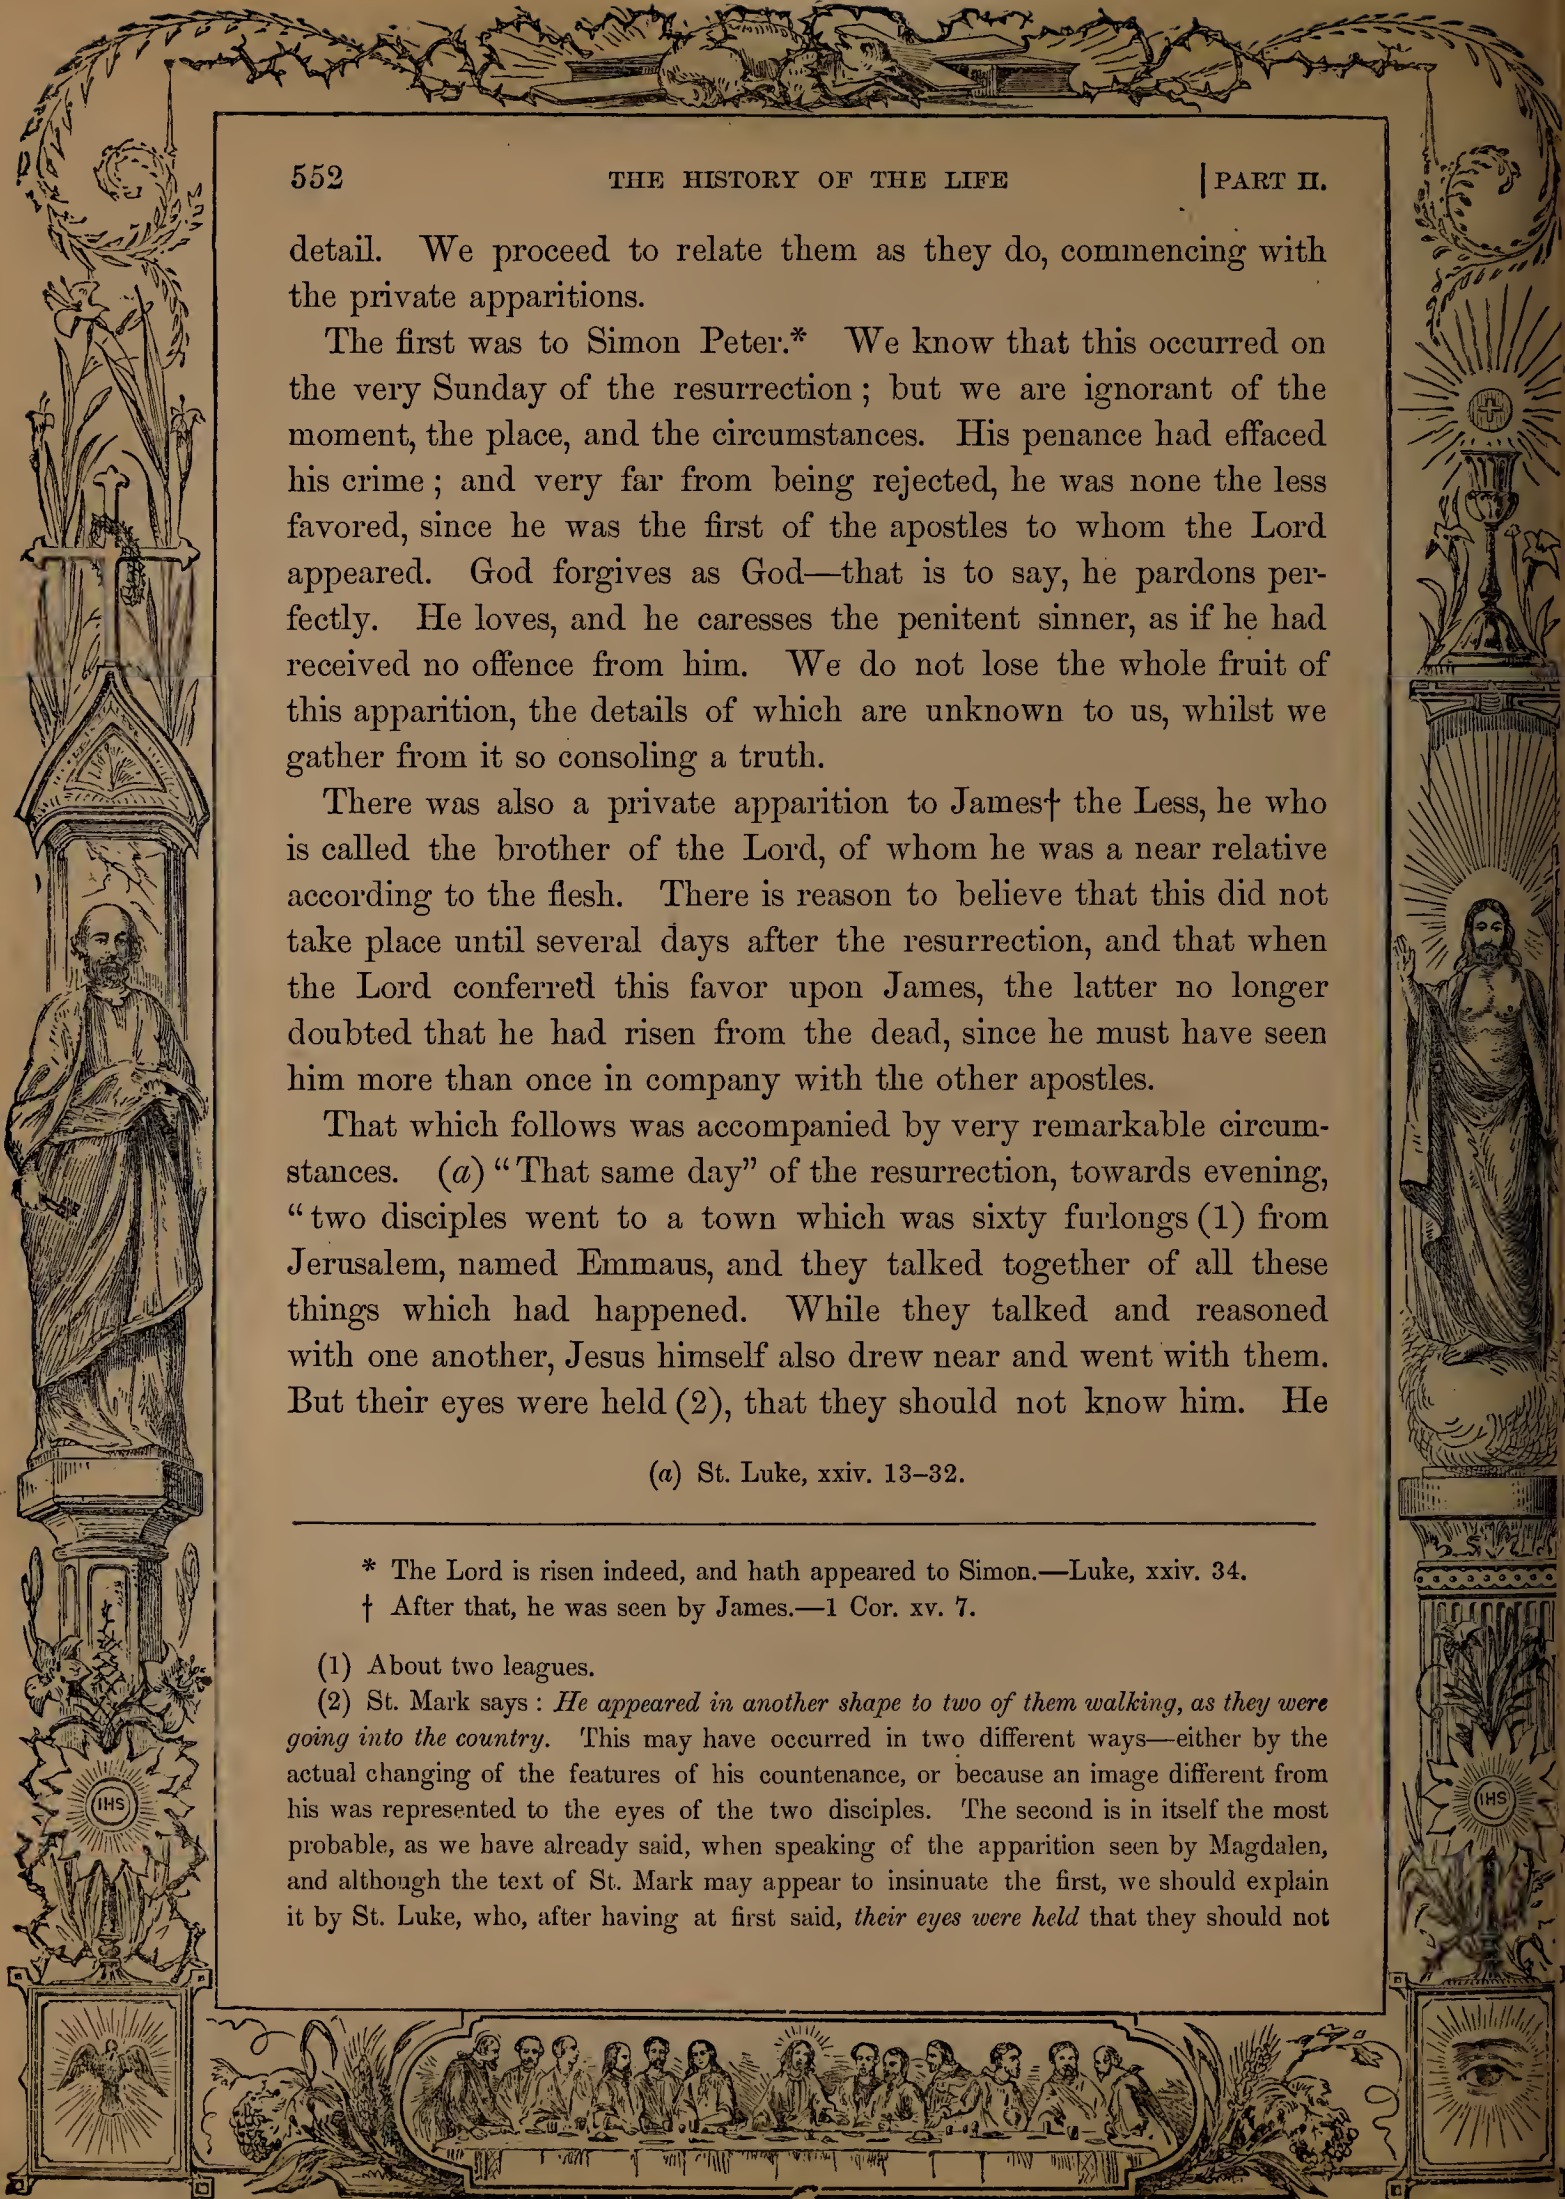 552 THE HISTORY OF THE LIFE | PART II.
detail. We proceed to relate them as they do, commencing with
the private apparitions.
The first was to Simon Peter.* We know that this occurred on
the very Sunday of the resurrection ; but we are ignorant of the
moment, the place, and the circumstances. His penance had effaced
his crime ; and very far from being rejected, he was none the less
favored, since he was the first of the apostles to whom the Lord
appeared. God forgives as God—that is to say, he pardons per-
fectly. He loves, and he caresses the penitent sinner, as if he had
received no offence from him. We do not lose the whole fruit of
this apparition, the details of which are unknown to us, whilst we
gather from it so consoling a truth.
There was also a private apparition to James† the Less, he who
is called the brother of the Lord, of whom he was a near relative
according to the flesh. There is reason to believe that this did not
take place until several days after the resurrection, and that when
the Lord conferred this favor upon James, the latter no longer
doubted that he had risen from the dead, since he must have seen
him more than once in company with the other apostles.
That which follows was accompanied by very remarkable circum-
stances. (a) “That same day” of the resurrection, towards evening,
“two disciples went to a town which was sixty furlongs (1) from
Jerusalem, named Emmaus, and they talked together of all these
things which had happened. While they talked and reasoned
with one another, Jesus himself also drew near and went with them.
But their eyes were held (2), that they should not know him. He
(a) St. Luke, xxiv. 13–32.
* The Lord is risen indeed, and hath appeared to Simon.—Luke, xxiv. 34.
† After that, he was seen by James.—1 Cor. xv. 7.
(1) About two leagues.
(2) St. Mark says : He appeared in another shape to two of them walking, as they were
going into the country. This may have occurred in two different ways—either by the
actual changing of the features of his countenance, or because an image different from
his was represented to the eyes of the two disciples. The second is in itself the most
probable, as we have already said, when speaking of the apparition seen by Magdalen,
and although the text of St. Mark may appear to insinuate the first, we should explain
it by St. Luke, who, after having at first said, their eyes were held that they should not
IHS
IHS